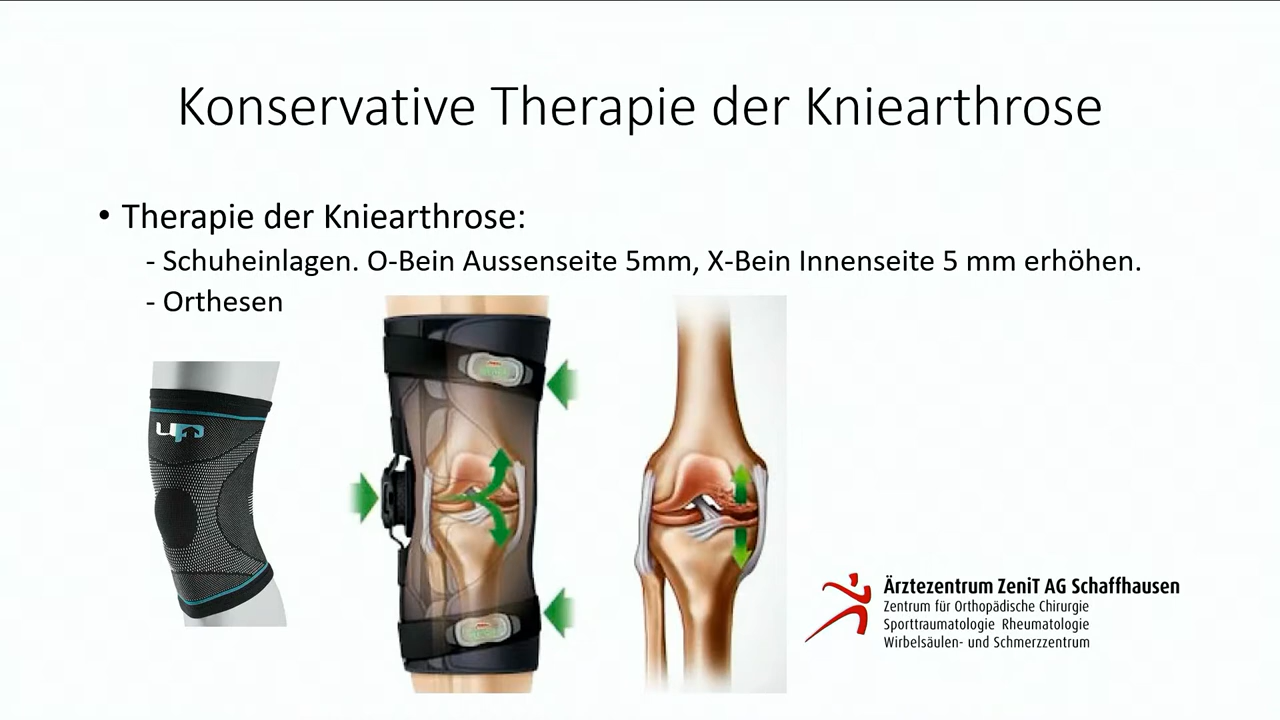 Konservative Therapie der Kniearthrose
• Therapie der Kniearthrose:
- Schuheinlagen. O-Bein Aussenseite 5mm, X-Bein Innenseite 5 mm erhöhen.
- Orthesen
up
Ärztezentrum ZeniT AG Schaffhausen
Zentrum für Orthopädische Chirurgie
Sporttraumatologie Rheumatologie
Wirbelsäulen- und Schmerzzentrum